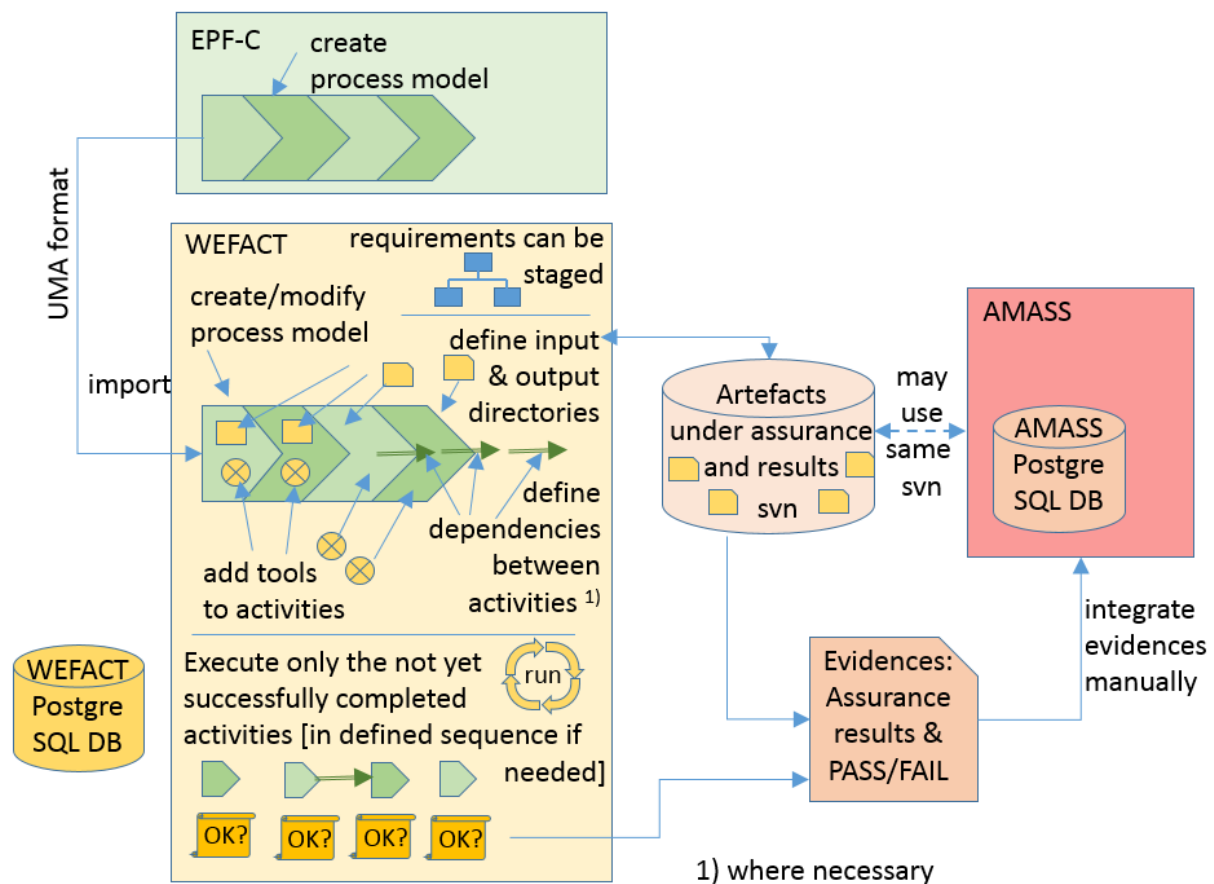 EPF-C
create
process model
UMA format
import
WEFACT
requirements can be
staged
create/modify
process model
define input
& output
directories
define
dependencies
between
activities 1)
add tools
to activities
Execute only the not yet
successfully completed
activities [in defined sequence if
needed]
run
OK?
OK?
OK?
OK?
WEFACT
Postgre
SQL DB
Artefacts
under assurance
and results
svn
may
use
same
svn
AMASS
AMASS
Postgre
SQL DB
integrate
evidences
manually
Evidences:
Assurance
results &
PASS/FAIL
1) where necessary